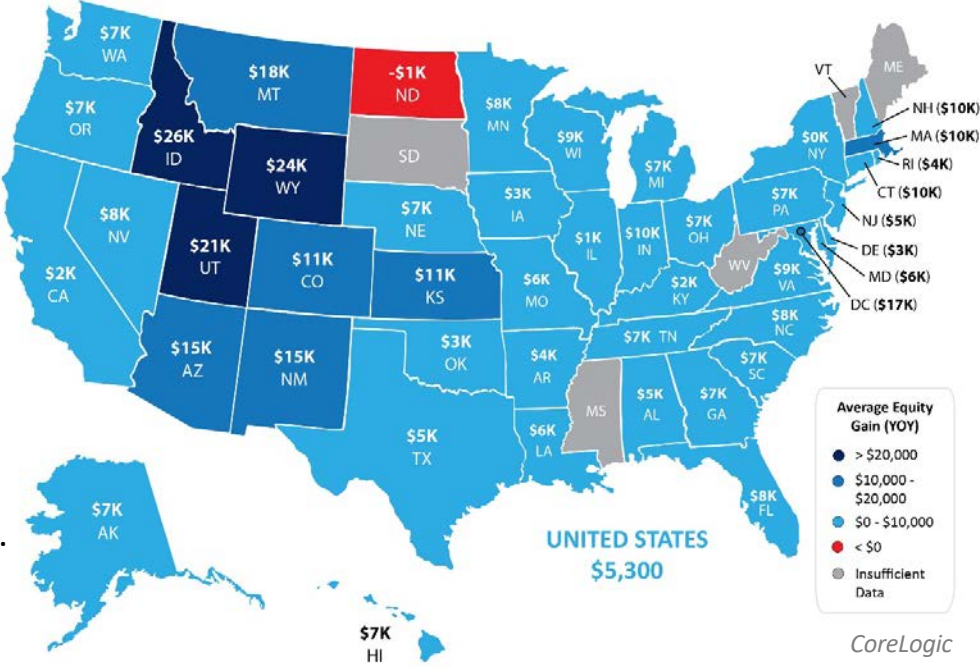 $7K
WA
$7K
OR
$26K
ID
$18K
MT
-$1K
ND
$8K
MN
$9K
WI
$7K
MI
$0K
NY
VT
ME
NH ($10K)
MA ($10K)
RI ($4K)
CT ($10K)
NJ ($5K)
DE ($3K)
MD ($6K)
DC ($17K)
$24K
WY
SD
$3K
IA
$7K
NE
$8K
NV
$21K
UT
$11K
CO
$11K
KS
$2K
CA
$6K
MO
$1K
IL
$10K
IN
$7K
OH
$7K
PA
WV
$9K
VA
$2K
KY
$8K
NC
$7K TN
$7K
SC
$15K
AZ
$15K
NM
$3K
OK
$4K
AR
MS
$5K
AL
$7K
GA
$5K
TX
$6K
LA
$8K
FL
$7K
AK
.
$7K
HI
UNITED STATES
$5,300
Average Equity
Gain (YOY)
> $20,000
$10,000 -
$20,000
$0 - $10,000
< $0
Insufficient
Data
CoreLogic